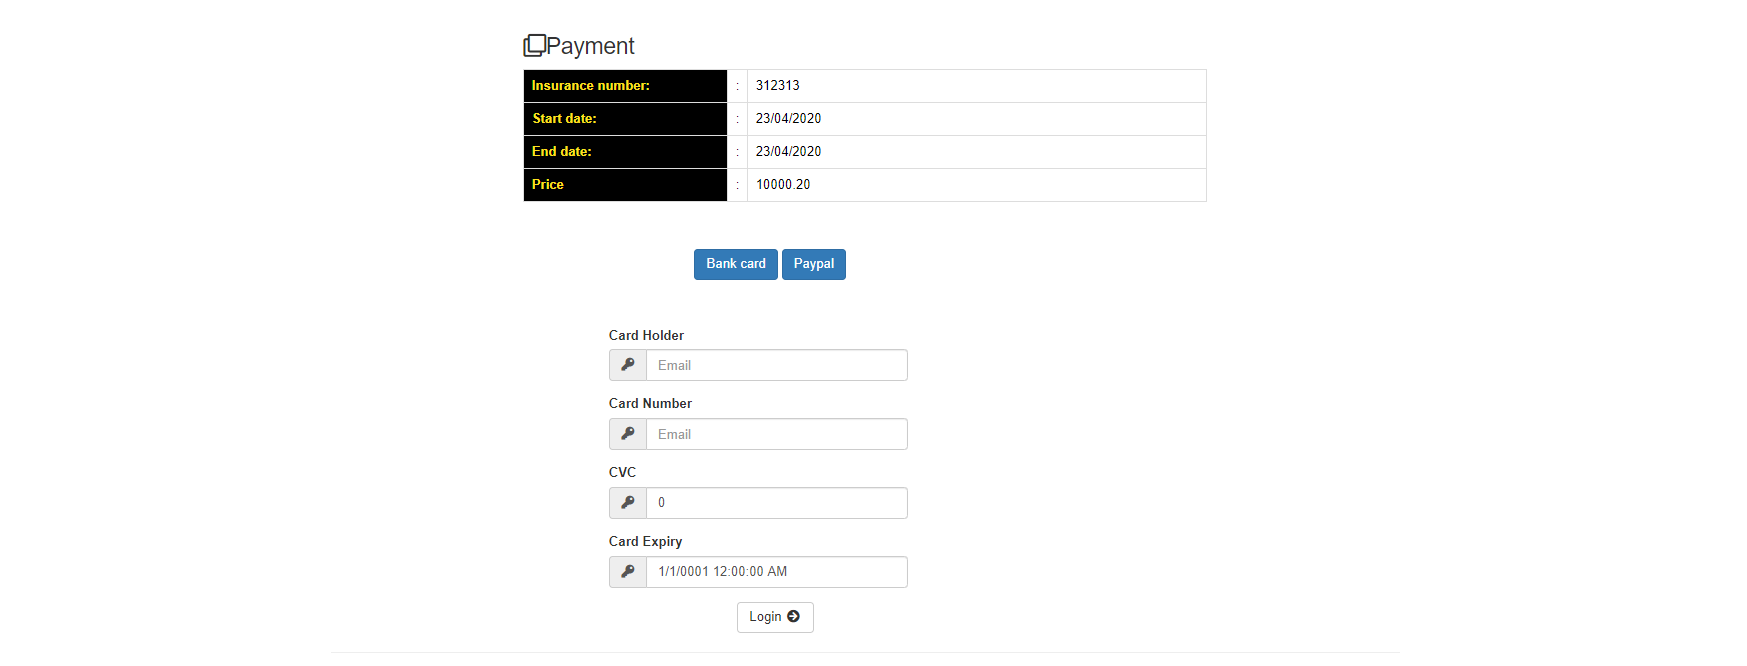 Payment
Insurance number: : 312313
Start date: : 23/04/2020
End date: : 23/04/2020
Price : 10000.20
Bank card Paypal
Card Holder
Email
Card Number
Email
CVC
0
Card Expiry
1/1/0001 12:00:00 AM
Login